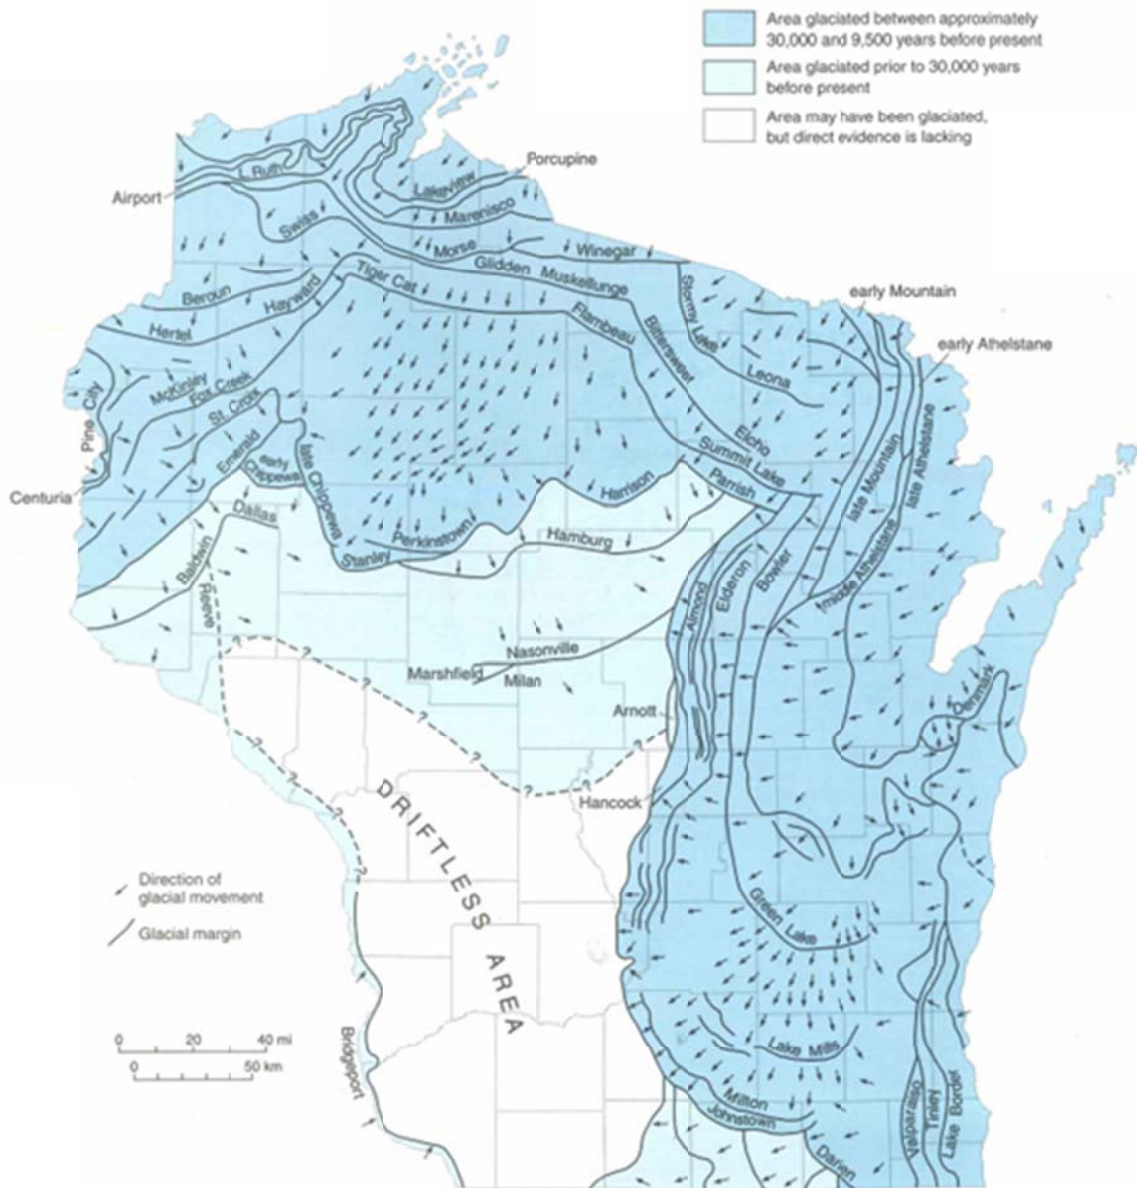 Area glaciated between approximately
30,000 and 9,500 years before present
Area glaciated prior to 30,000 years
before present
Area may have been glaciated,
but direct evidence is lacking
Porcupine
L. Ruth
Airport
Lakeview
Marenisco
Swiss
Morse
Winegar
Glidden Muskellunge
Tiger Cat
Beroun
Hayward
Stormy Lake
early Mountain
Hertel
Flambeau
Bittersweet
early Athelstane
Leona
McKinley
Fox Creek
St. Croix
Pine City
Emerald
early
Chippewa
late Chippewa
Elcho
Summit Lake
late Mountain
late Athelstane
Centuria
Harrison
Parrish
Dallas
Perkinstown
Stanley
Hamburg
Baldwin
Reeve
Almond
Elderon
Bowler
middle Athelstane
?
?
Nasonville
Marshfield
Milan
?
Arnott
Denmark
?
?
?
?
?
?
?
?
Hancock
?
?
DRIFTLESS AREA
Direction of
glacial movement
Glacial margin
Green Lake
0 20 40 mi
0 50 km
Bridgeport
Lake Mills
Milton
Johnstown
Darien
Valparaiso
Tinley
Lake Border